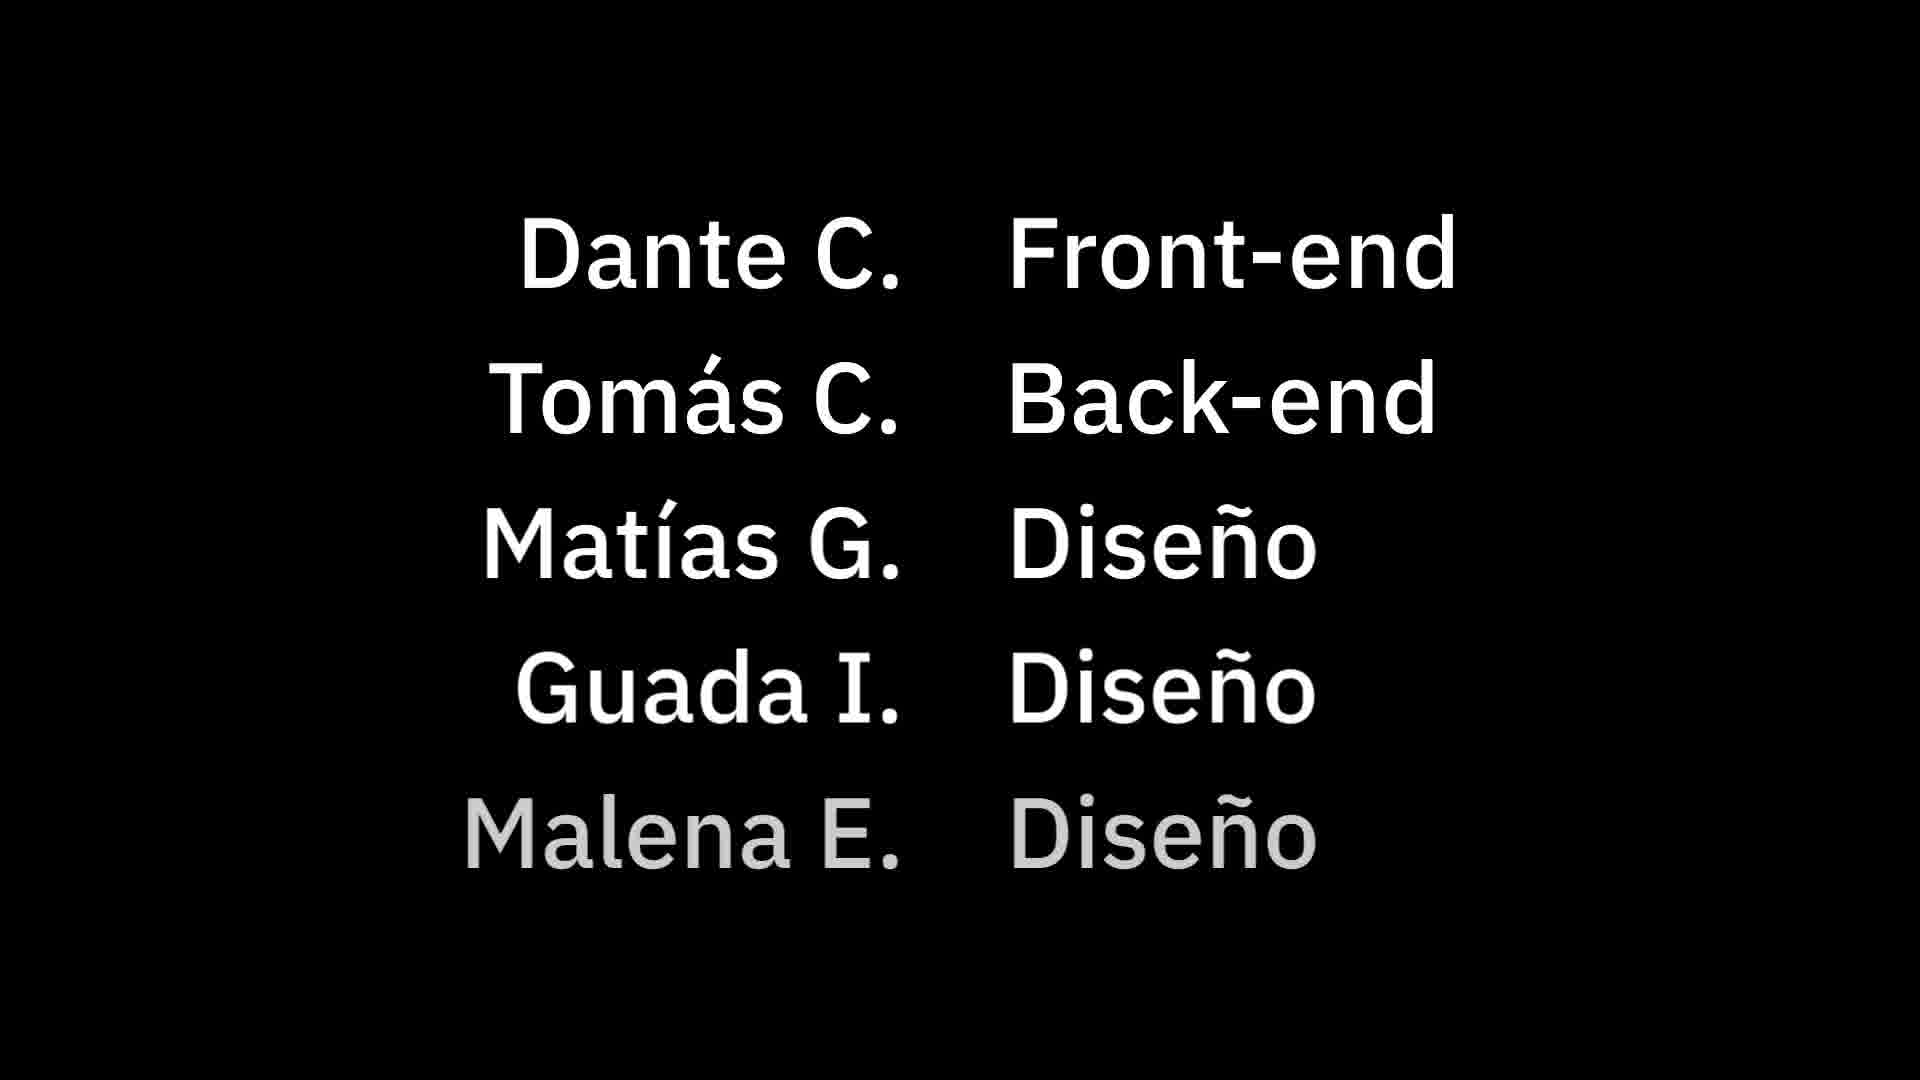 Dante C. Front-end
Tomás C. Back-end
Matías G. Diseño
Guada I. Diseño
Malena E. Diseño